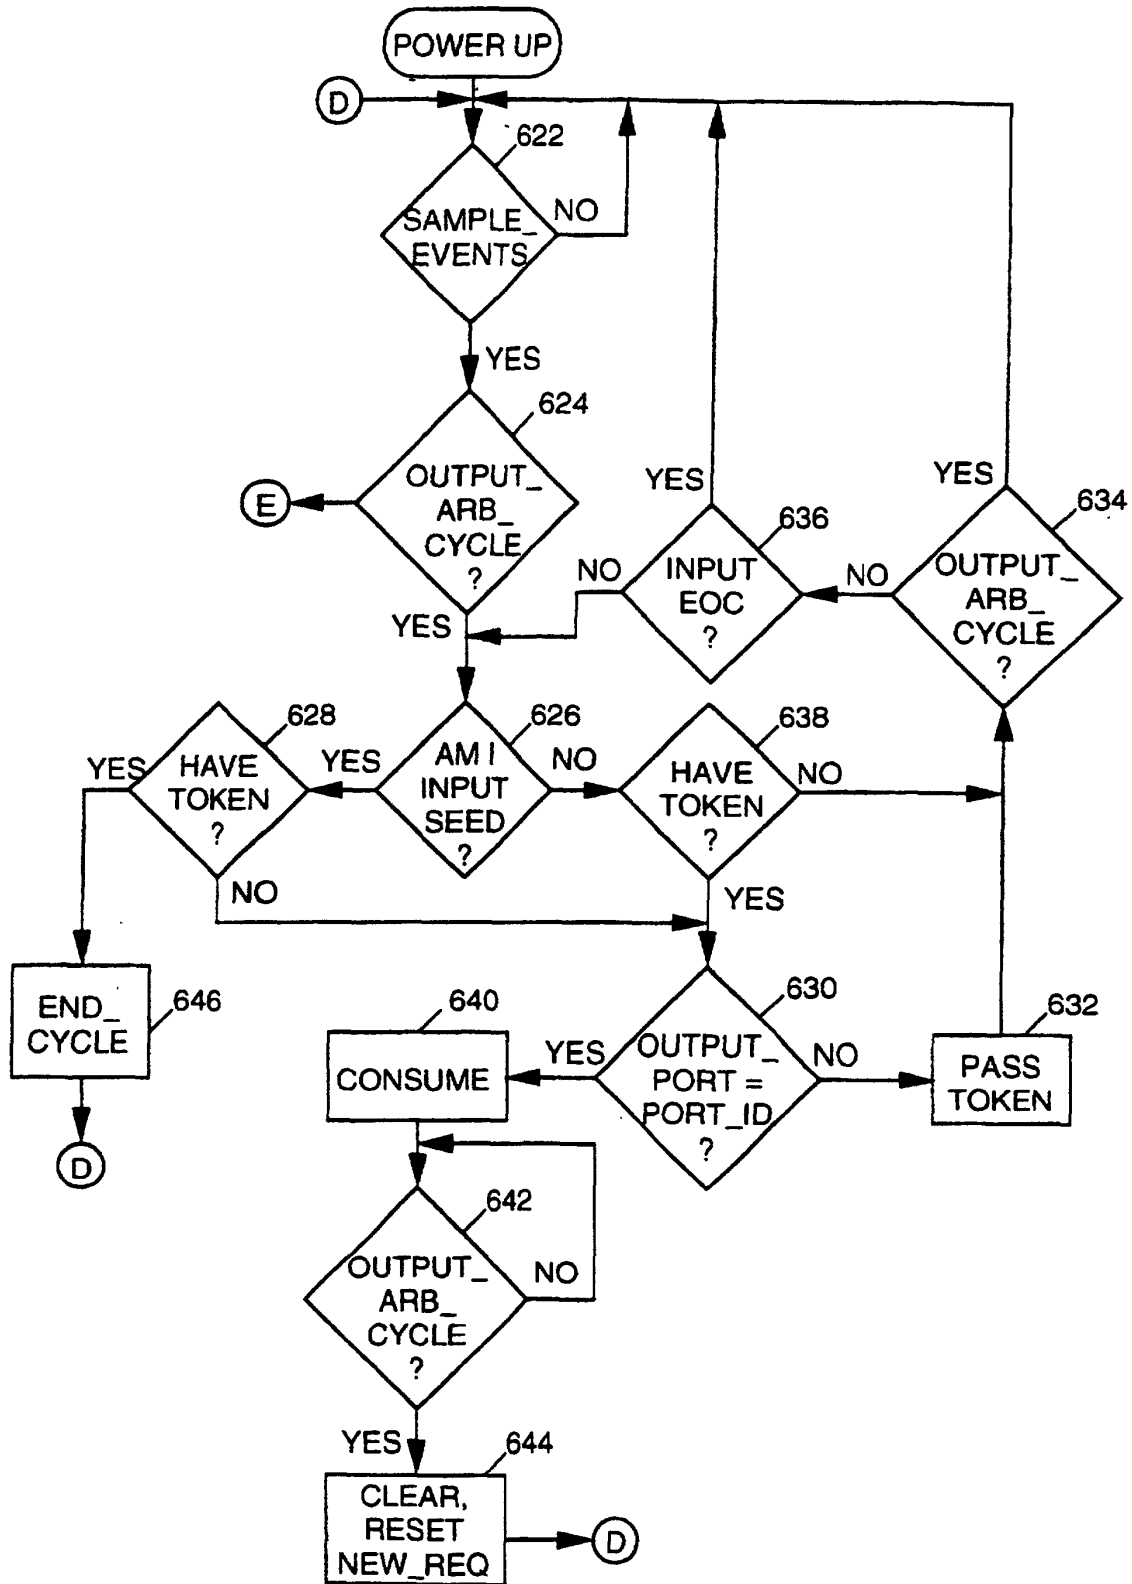 POWER UP
D
622
SAMPLE_
EVENTS
NO
YES
624
OUTPUT_
ARB_
CYCLE
?
E
YES
YES
636
INPUT
EOC
?
NO
NO
YES
634
OUTPUT_
ARB_
CYCLE
?
628
HAVE
TOKEN
?
YES
NO
YES
626
AM I
INPUT
SEED
?
NO
638
HAVE
TOKEN
?
NO
YES
END_
CYCLE
646
D
640
CONSUME
YES
630
OUTPUT_
PORT =
PORT_ID
?
NO
632
PASS
TOKEN
642
OUTPUT_
ARB_
CYCLE
?
NO
YES
644
CLEAR,
RESET
NEW_REQ
D